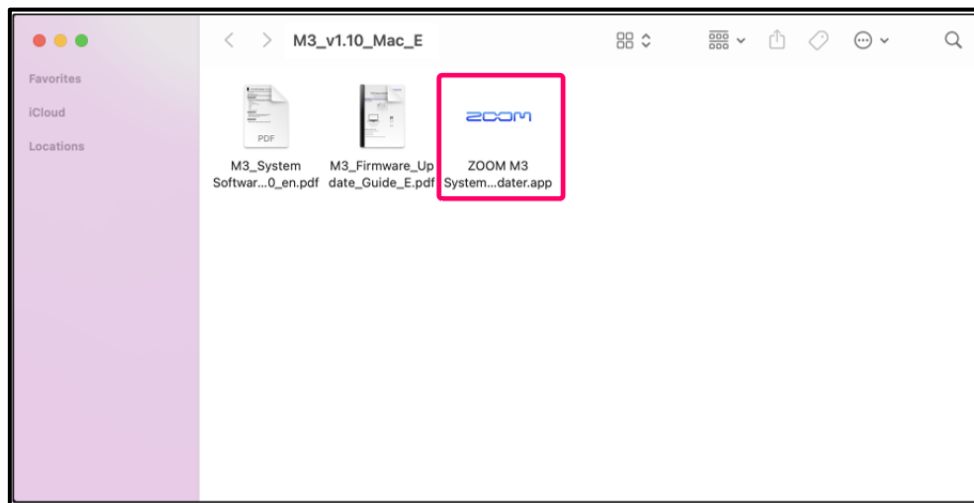 M3_v1.10_Mac_E
Favorites
iCloud
Locations
PDF
M3_System
Softwar...0_en.pdf
M3_Firmware_Up
date_Guide_E.pdf
ZOOM
ZOOM M3
System...dater.app